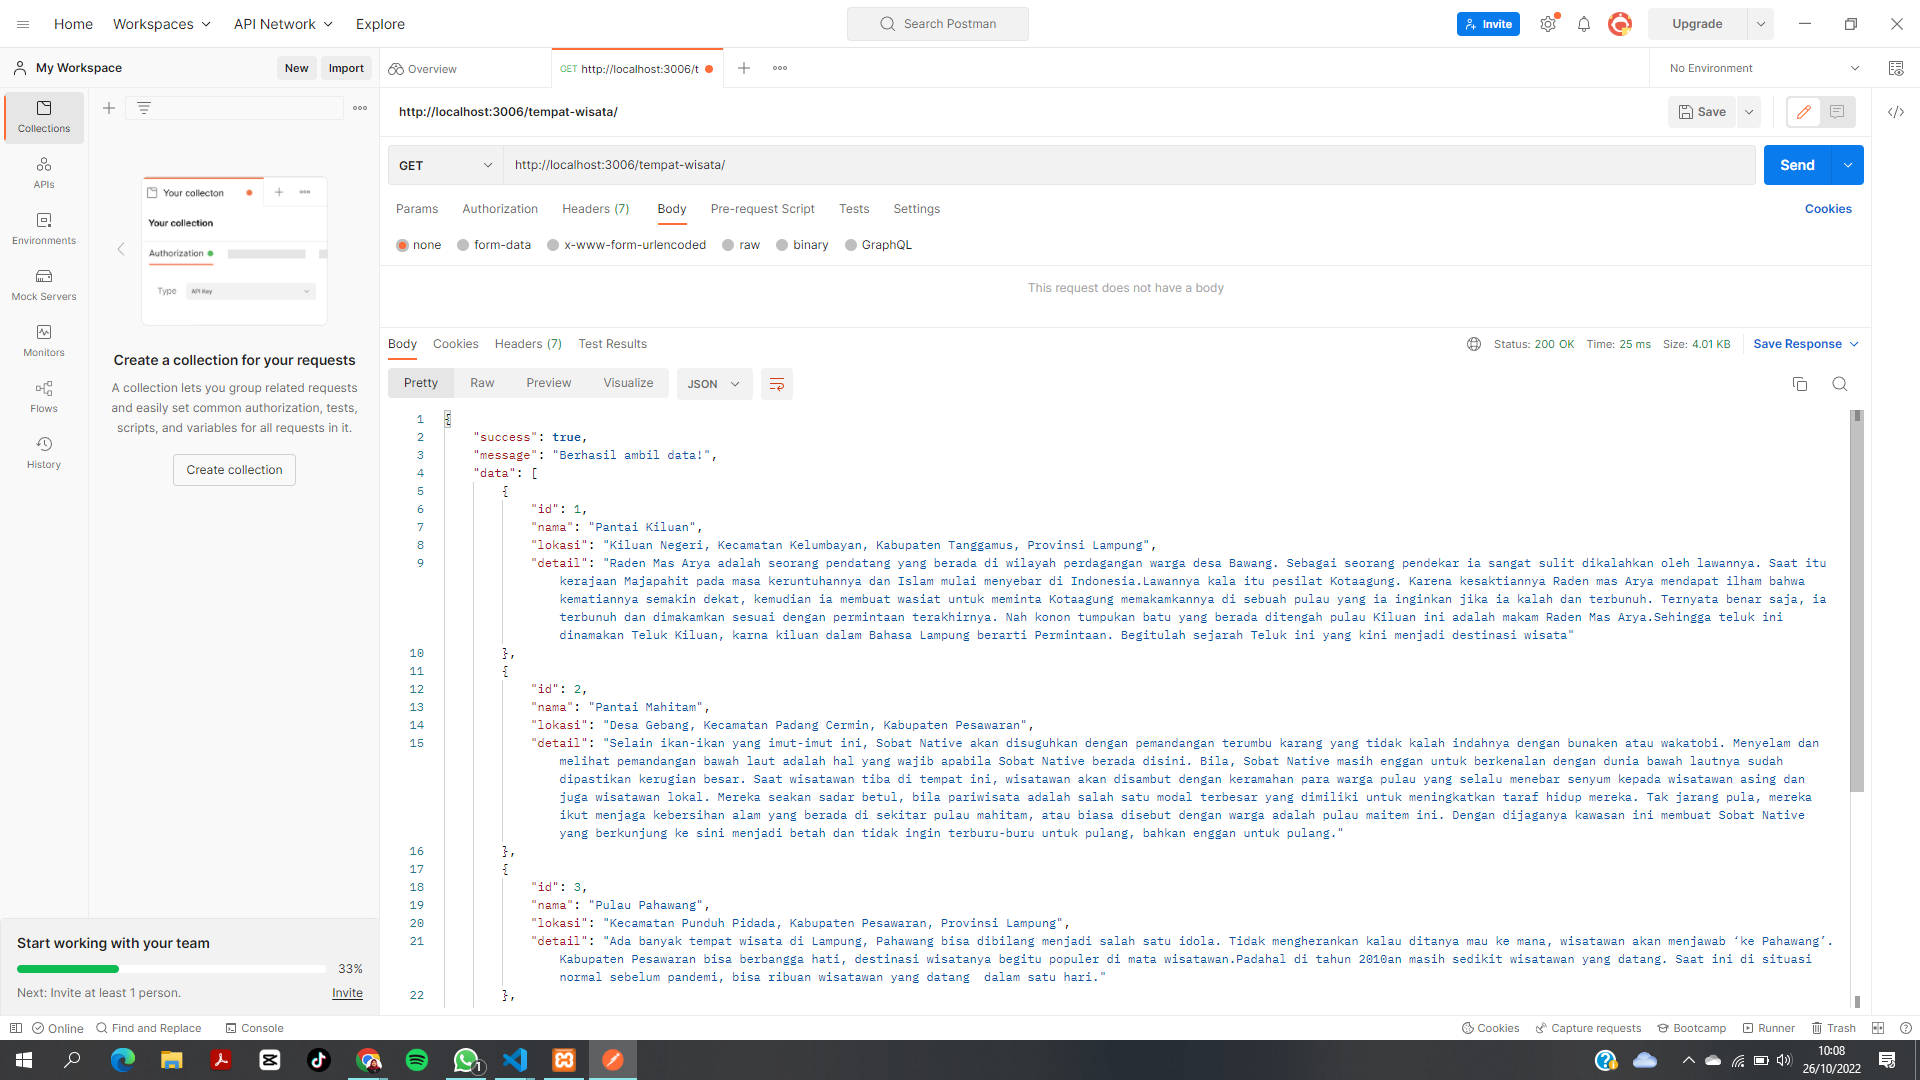 Home Workspaces API Network Explore Search Postman Invite Upgrade
My Workspace New Import Overview GET http://localhost:3006/t No Environment
Collections
APIs
Environments
Mock Servers
Monitors
Flows
History
Your collecton
Your collection
Authorization
Type API Key
Create a collection for your requests
A collection lets you group related requests
and easily set common authorization, tests,
scripts, and variables for all requests in it.
Create collection
Start working with your team
33%
Next: Invite at least 1 person. Invite
http://localhost:3006/tempat-wisata/ Save
GET http://localhost:3006/tempat-wisata/ Send
Params Authorization Headers (7) Body Pre-request Script Tests Settings Cookies
none form-data x-www-form-urlencoded raw binary GraphQL
This request does not have a body
Body Cookies Headers (7) Test Results Status: 200 OK Time: 25 ms Size: 4.01 KB Save Response
Pretty Raw Preview Visualize JSON
1 {
2 "success": true,
3 "message": "Berhasil ambil data!",
4 "data": [
5 {
6 "id": 1,
7 "nama": "Pantai Kiluan",
8 "lokasi": "Kiluan Negeri, Kecamatan Kelumbayan, Kabupaten Tanggamus, Provinsi Lampung",
9 "detail": "Raden Mas Arya adalah seorang pendatang yang berada di wilayah perdagangan warga desa Bawang. Sebagai seorang pendekar ia sangat sulit dikalahkan oleh lawannya. Saat itu
kerajaan Majapahit pada masa keruntuhannya dan Islam mulai menyebar di Indonesia.Lawannya kala itu pesilat Kotaagung. Karena kesaktiannya Raden mas Arya mendapat ilham bahwa
kematiannya semakin dekat, kemudian ia membuat wasiat untuk meminta Kotaagung memakamkannya di sebuah pulau yang ia inginkan jika ia kalah dan terbunuh. Ternyata benar saja, ia
terbunuh dan dimakamkan sesuai dengan permintaan terakhirnya. Nah konon tumpukan batu yang berada ditengah pulau Kiluan ini adalah makam Raden Mas Arya.Sehingga teluk ini
dinamakan Teluk Kiluan, karna kiluan dalam Bahasa Lampung berarti Permintaan. Begitulah sejarah Teluk ini yang kini menjadi destinasi wisata"
10 },
11 {
12 "id": 2,
13 "nama": "Pantai Mahitam",
14 "lokasi": "Desa Gebang, Kecamatan Padang Cermin, Kabupaten Pesawaran",
15 "detail": "Selain ikan-ikan yang imut-imut ini, Sobat Native akan disuguhkan dengan pemandangan terumbu karang yang tidak kalah indahnya dengan bunaken atau wakatobi. Menyelam dan
melihat pemandangan bawah laut adalah hal yang wajib apabila Sobat Native berada disini. Bila, Sobat Native masih enggan untuk berkenalan dengan dunia bawah lautnya sudah
dipastikan kerugian besar. Saat wisatawan tiba di tempat ini, wisatawan akan disambut dengan keramahan para warga pulau yang selalu menebar senyum kepada wisatawan asing dan
juga wisatawan lokal. Mereka seakan sadar betul, bila pariwisata adalah salah satu modal terbesar yang dimiliki untuk meningkatkan taraf hidup mereka. Tak jarang pula, mereka
ikut menjaga kebersihan alam yang berada di sekitar pulau mahitam, atau biasa disebut dengan warga adalah pulau maitem ini. Dengan dijaganya kawasan ini membuat Sobat Native
yang berkunjung ke sini menjadi betah dan tidak ingin terburu-buru untuk pulang, bahkan enggan untuk pulang."
16 },
17 {
18 "id": 3,
19 "nama": "Pulau Pahawang",
20 "lokasi": "Kecamatan Punduh Pidada, Kabupaten Pesawaran, Provinsi Lampung",
21 "detail": "Ada banyak tempat wisata di Lampung, Pahawang bisa dibilang menjadi salah satu idola. Tidak mengherankan kalau ditanya mau ke mana, wisatawan akan menjawab ‘ke Pahawang’.
Kabupaten Pesawaran bisa berbangga hati, destinasi wisatanya begitu populer di mata wisatawan.Padahal di tahun 2010an masih sedikit wisatawan yang datang. Saat ini di situasi
normal sebelum pandemi, bisa ribuan wisatawan yang datang  dalam satu hari."
22 },
Online Find and Replace Console Cookies Capture requests Bootcamp Runner Trash
1
10:08
26/10/2022